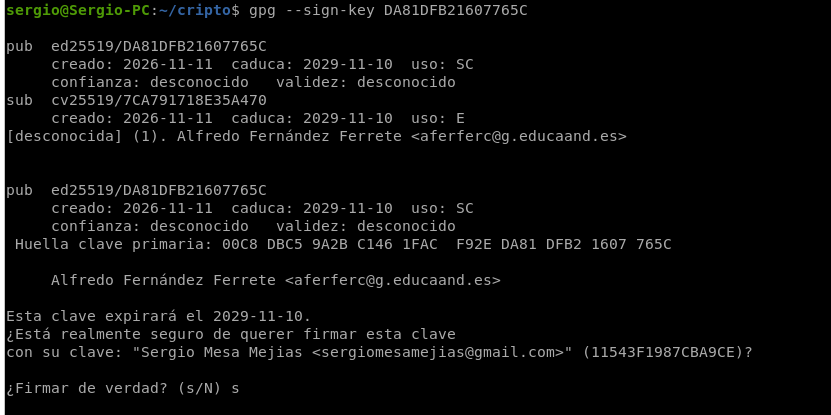 sergio@Sergio-PC:~/cripto$ gpg --sign-key DA81DFB21607765C
pub  ed25519/DA81DFB21607765C
     creado: 2026-11-11  caduca: 2029-11-10  uso: SC
     confianza: desconocido   validez: desconocido
sub  cv25519/7CA791718E35A470
     creado: 2026-11-11  caduca: 2029-11-10  uso: E
[desconocida] (1). Alfredo Fernández Ferrete <aferferc@g.educaand.es>
pub  ed25519/DA81DFB21607765C
     creado: 2026-11-11  caduca: 2029-11-10  uso: SC
     confianza: desconocido   validez: desconocido
 Huella clave primaria: 00C8 DBC5 9A2B C146 1FAC  F92E DA81 DFB2 1607 765C
     Alfredo Fernández Ferrete <aferferc@g.educaand.es>
Esta clave expirará el 2029-11-10.
¿Está realmente seguro de querer firmar esta clave
con su clave: "Sergio Mesa Mejias <sergiomesamejias@gmail.com>" (11543F1987CBA9CE)?
¿Firmar de verdad? (s/N) s